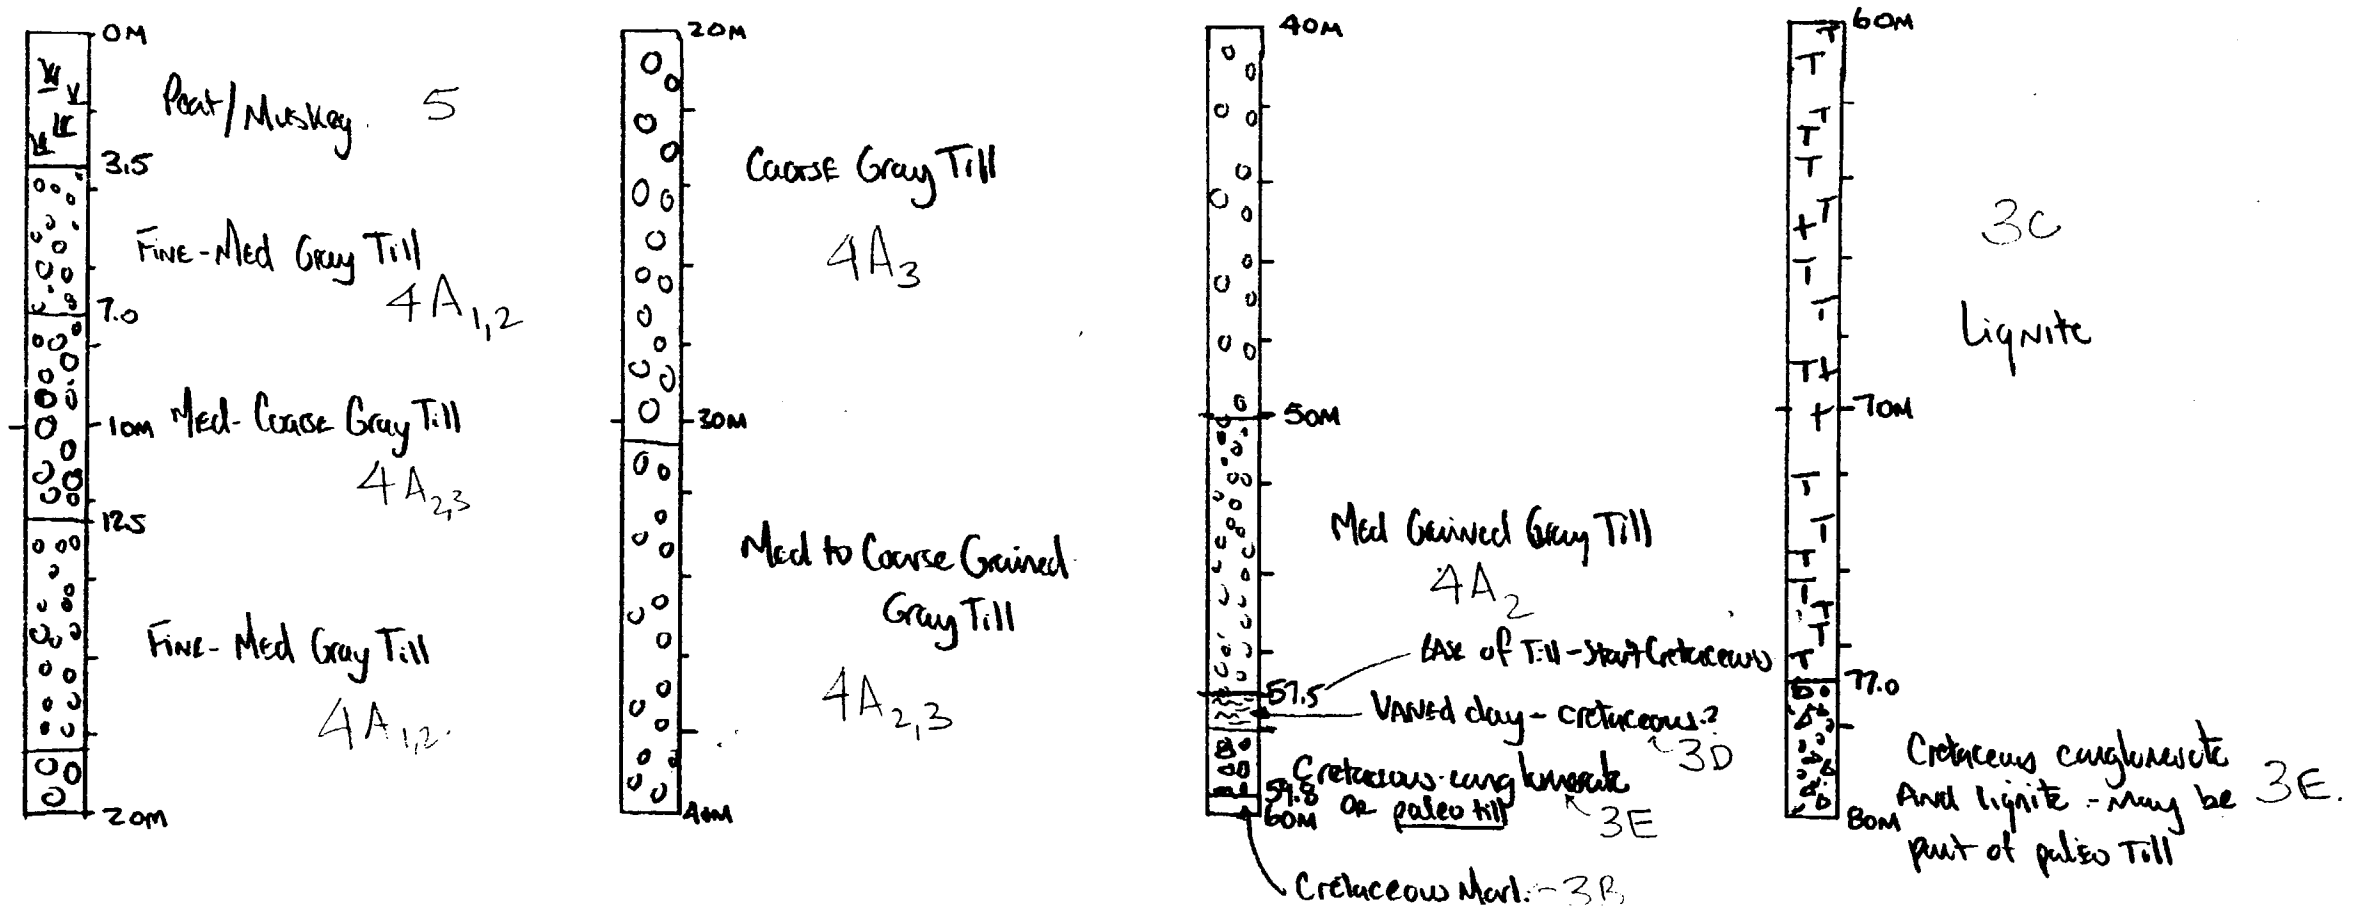 0M
Peat/Muskeg 5
3.5
Fine-Med Gray Till
4A1,2
7.0
10M
Med-Coarse Gray Till
4A2,3
12.5
Fine-Med Gray Till
4A1,2
20M
20M
Coarse Gray Till
4A3
30M
Med to Coarse Grained
Gray Till
4A2,3
40M
40M
50M
Med Grained Gray Till
4A2
Base of Till-Start Cretaceous
57.5
Varved clay - Cretaceous?
3D
Cretaceous conglomerate
59.8
or paleo till
3E
60M
Cretaceous Marl - 3B
60M
3C
Lignite
70M
77.0
Cretaceous conglomerate
And lignite - may be 3E.
part of paleo Till
80M